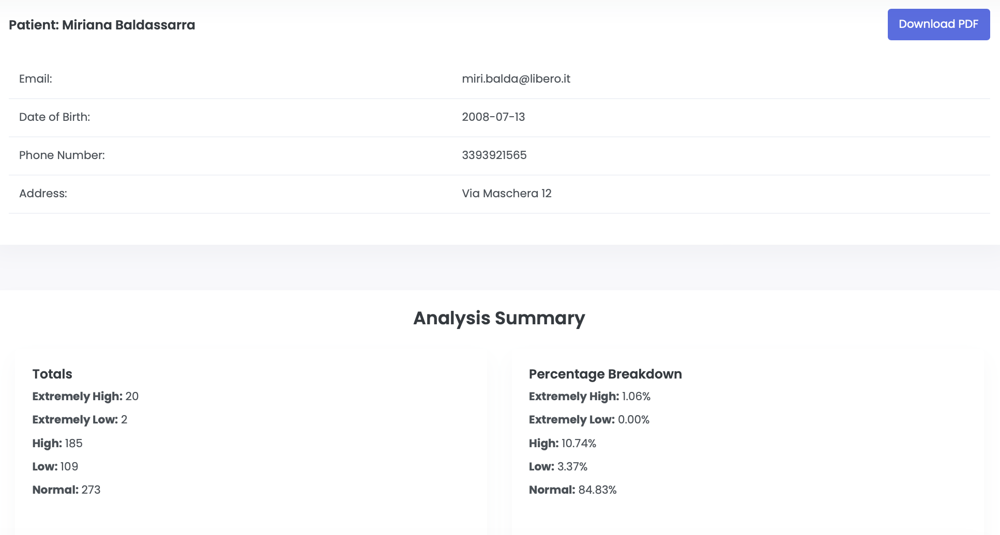 Patient: Miriana Baldassarra
Download PDF
Email: miri.balda@libero.it
Date of Birth: 2008-07-13
Phone Number: 3393921565
Address: Via Maschera 12
Analysis Summary
Totals
Extremely High: 20
Extremely Low: 2
High: 185
Low: 109
Normal: 273
Percentage Breakdown
Extremely High: 1.06%
Extremely Low: 0.00%
High: 10.74%
Low: 3.37%
Normal: 84.83%